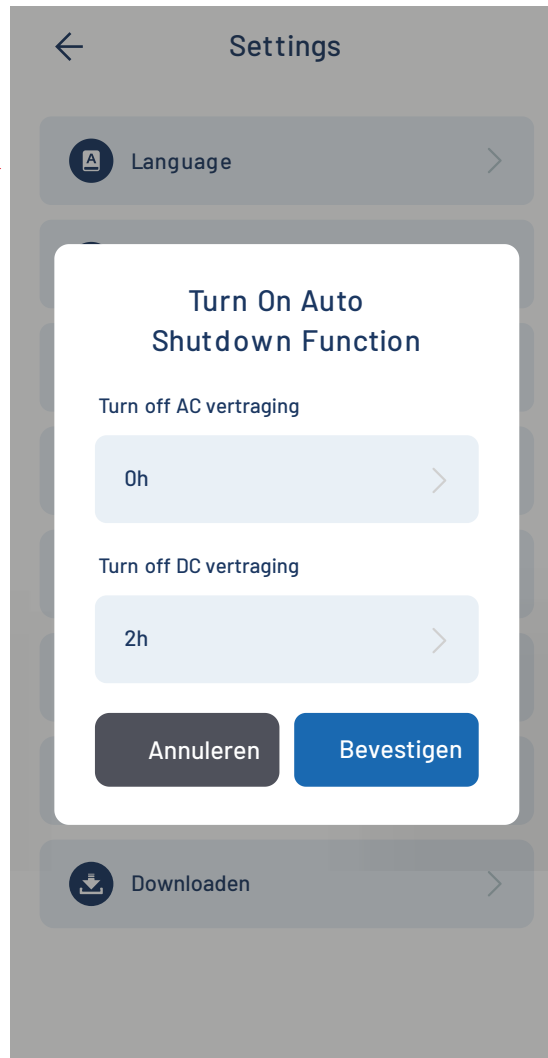 Settings
Language
Turn On Auto
Shutdown Function
Turn off AC vertraging
0h
Turn off DC vertraging
2h
Annuleren
Bevestigen
Downloaden